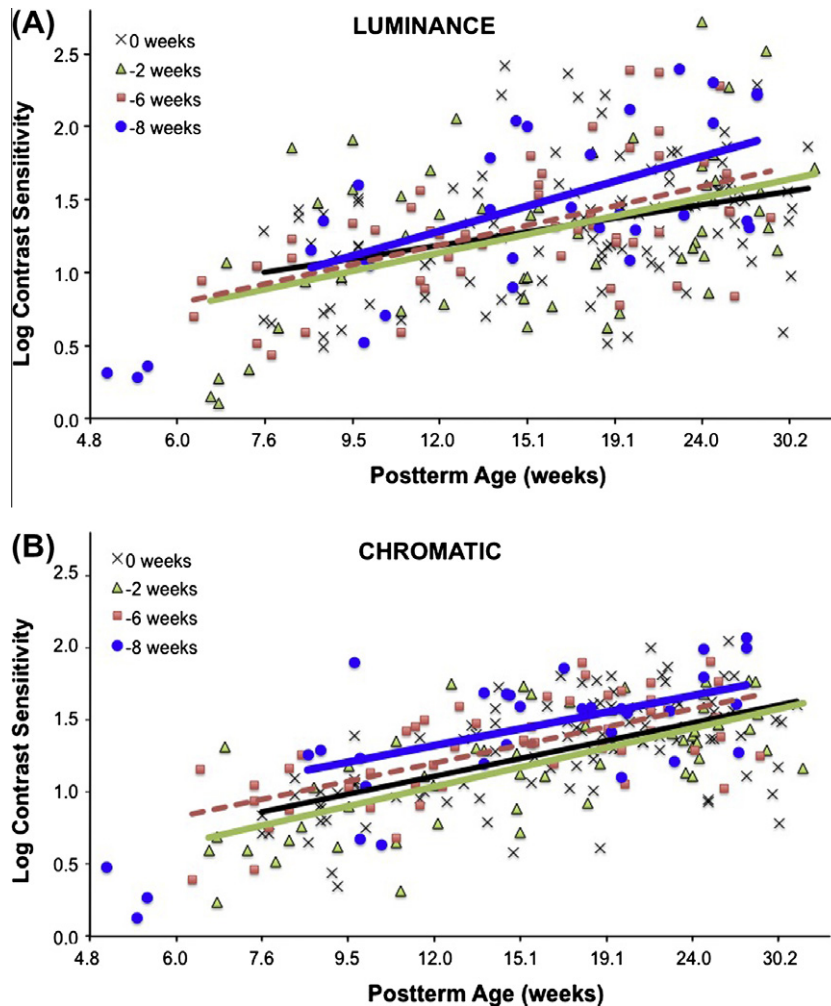 (A)
LUMINANCE
0 weeks
-2 weeks
-6 weeks
-8 weeks
2.5
2.0
1.5
1.0
0.5
0.0
Log Contrast Sensiitivity
4.8 6.0 7.6 9.5 12.0 15.1 19.1 24.0 30.2
Postterm Age (weeks)
(B)
CHROMATIC
0 weeks
-2 weeks
-6 weeks
-8 weeks
2.5
2.0
1.5
1.0
0.5
0.0
Log Contrast Sensiitivity
4.8 6.0 7.6 9.5 12.0 15.1 19.1 24.0 30.2
Postterm Age (weeks)